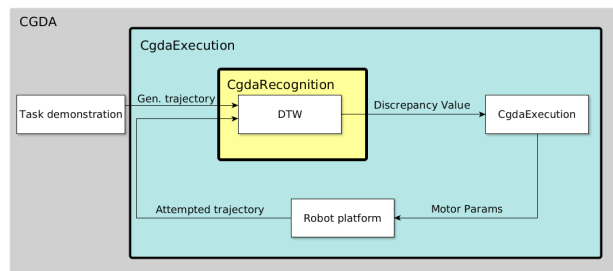 CGDA
CgdaExecution
CgdaRecognition
Task demonstration
Gen. trajectory
DTW
Discrepancy Value
CgdaExecution
Attempted trajectory
Robot platform
Motor Params